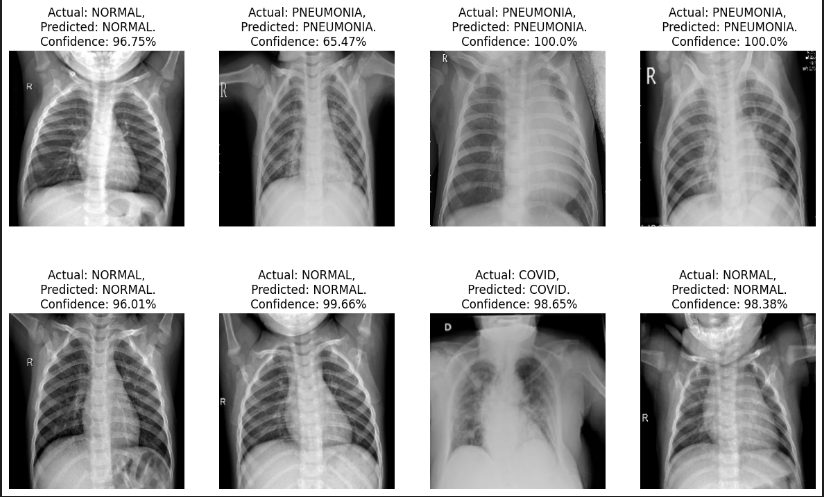 Actual: NORMAL,
Predicted: NORMAL.
Confidence: 96.75%
R
Actual: PNEUMONIA,
Predicted: PNEUMONIA.
Confidence: 65.47%
R
Actual: PNEUMONIA,
Predicted: PNEUMONIA.
Confidence: 100.0%
R
Actual: PNEUMONIA,
Predicted: PNEUMONIA.
Confidence: 100.0%
R
Actual: NORMAL,
Predicted: NORMAL.
Confidence: 96.01%
R
Actual: NORMAL,
Predicted: NORMAL.
Confidence: 99.66%
R
Actual: COVID,
Predicted: COVID.
Confidence: 98.65%
D
Actual: NORMAL,
Predicted: NORMAL.
Confidence: 98.38%
R